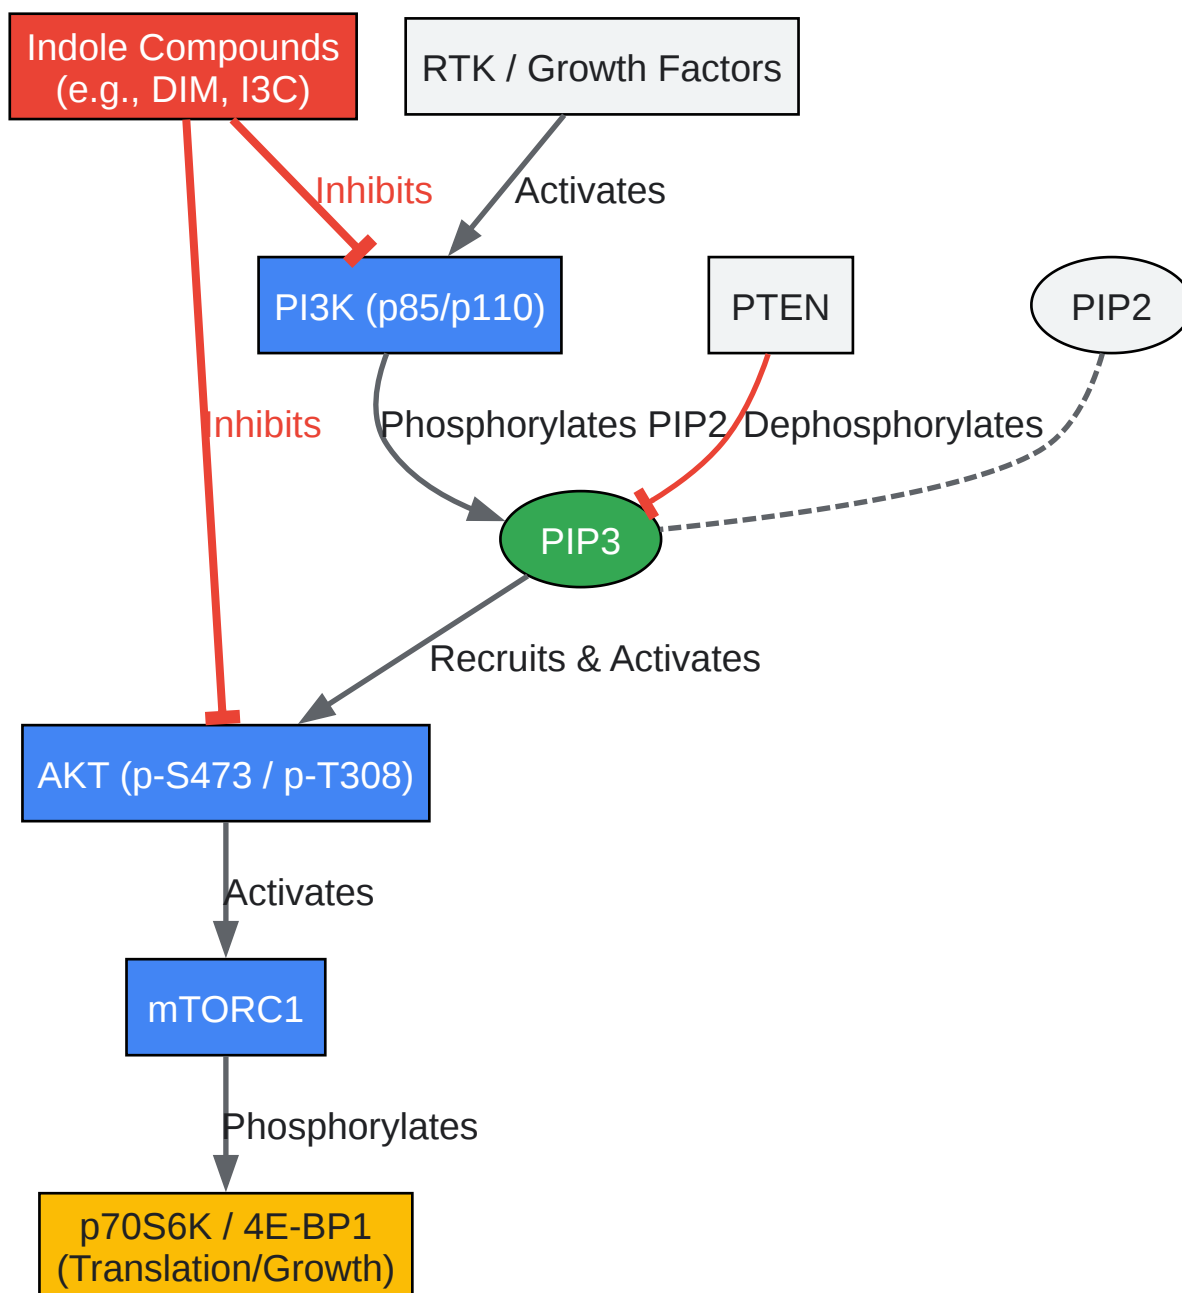 Indole Compounds
(e.g., DIM, I3C)
RTK / Growth Factors
Inhibits
Activates
PI3K (p85/p110)
PTEN
PIP2
Inhibits
Phosphorylates PIP2
Dephosphorylates
PIP3
Recruits & Activates
AKT (p-S473 / p-T308)
Activates
mTORC1
Phosphorylates
p70S6K / 4E-BP1
(Translation/Growth)